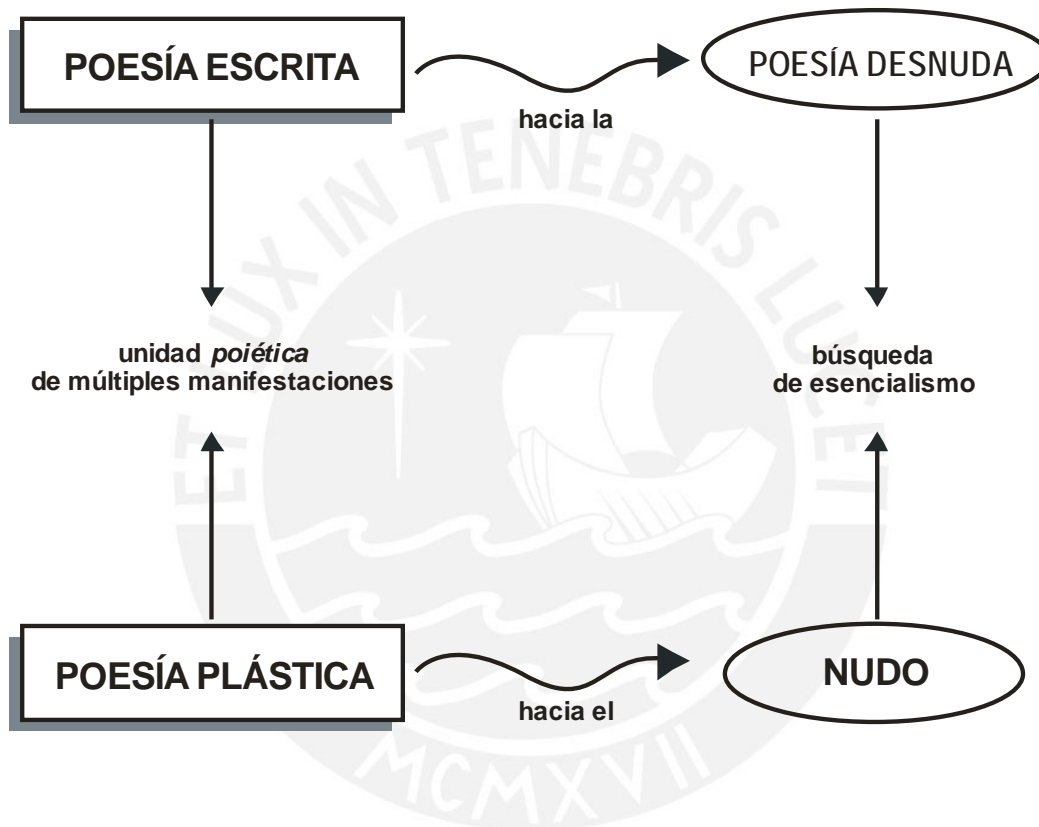 POESÍA ESCRITA
hacia la
POESÍA DESNUDA
unidad poiética
de múltiples manifestaciones
búsqueda
de esencialismo
POESÍA PLÁSTICA
hacia el
NUDO
ET LUX IN TENEBRIS LUCET
MCMXVII